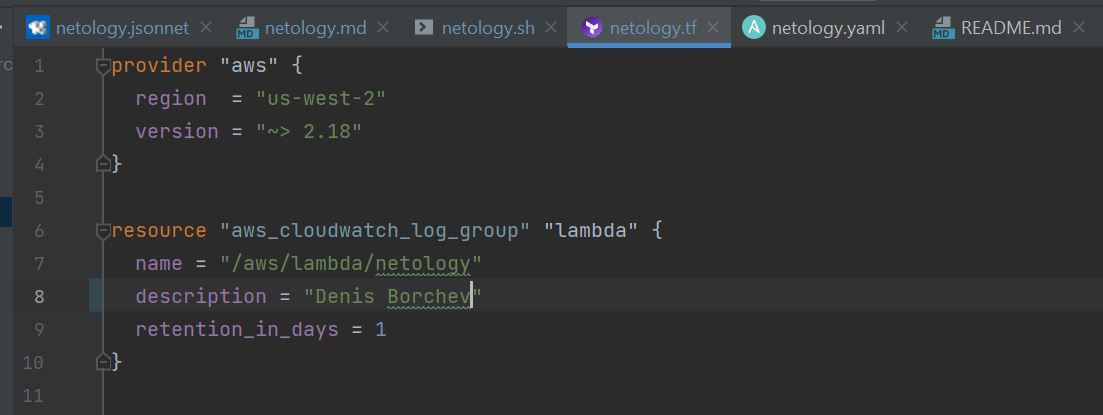 netology.jsonnet netology.md netology.sh netology.tf netology.yaml README.md
1 provider "aws" {
2 region  = "us-west-2"
3 version = "~> 2.18"
4 }
5
6 resource "aws_cloudwatch_log_group" "lambda" {
7 name = "/aws/lambda/netology"
8 description = "Denis Borchev"
9 retention_in_days = 1
10 }
11